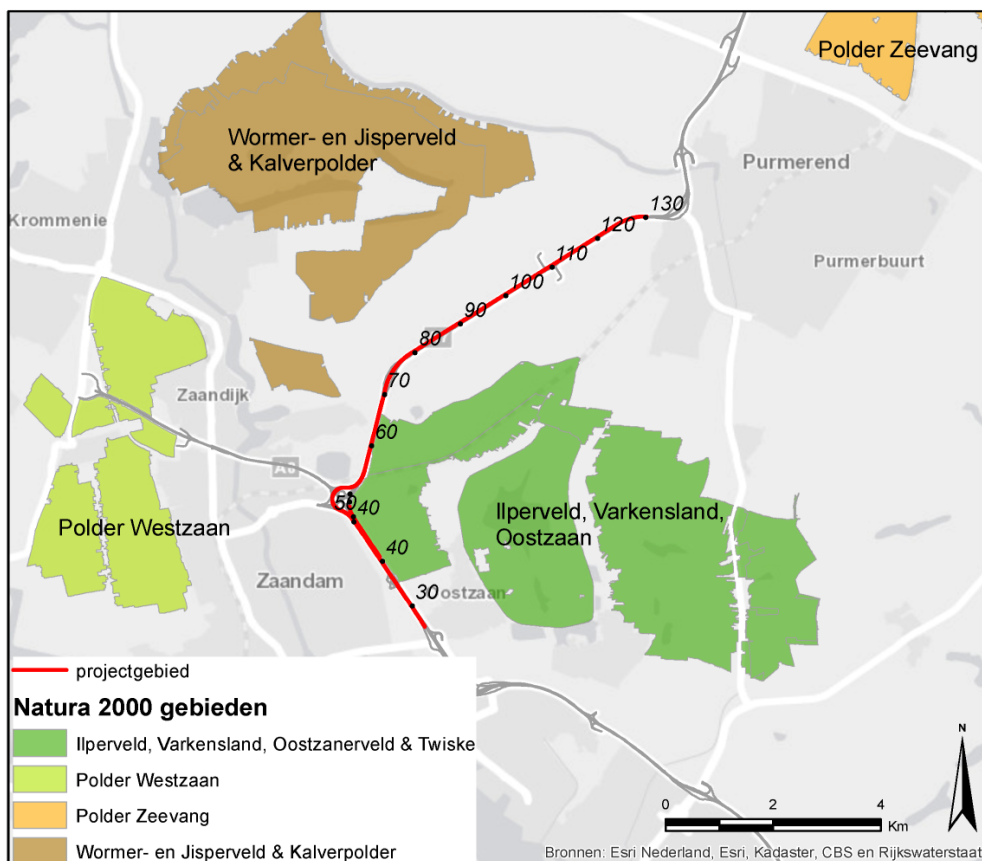 Polder Zeevang
Wormer- en Jisperveld
& Kalverpolder
Purmerend
Krommenie
130
120
110
Purmerbuurt
100
90
80
70
Zaandijk
60
A8
50
40
Ilperveld, Varkensland,
Oostzaan
Polder Westzaan
40
Zaandam
30
ostzaan
projectgebied
Natura 2000 gebieden
Ilperveld, Varkensland, Oostzanerveld & Twiske
Polder Westzaan
Polder Zeevang
Wormer- en Jisperveld & Kalverpolder
N
0 2 4
Km
Bronnen: Esri Nederland, Esri, Kadaster, CBS en Rijkswaterstaat